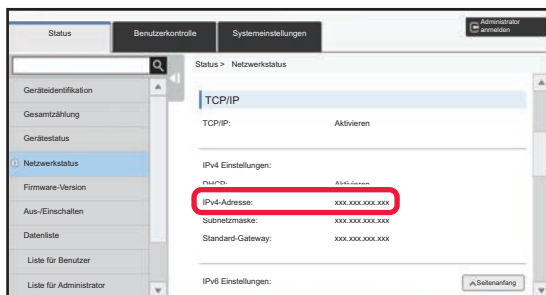 Status
Benutzerkontrolle
Systemeinstellungen
Administrator
anmelden
Status > Netzwerkstatus
Geräteidentifikation
Gesamtzählung
Gerätestatus
Netzwerkstatus
Firmware-Version
Aus-/Einschalten
Datenliste
Liste für Benutzer
Liste für Administrator
TCP/IP
TCP/IP: Aktivieren
IPv4 Einstellungen:
DHCP: Aktivieren
IPv4-Adresse: xxx.xxx.xxx.xxx
Subnetzmaske: xxx.xxx.xxx.xxx
Standard-Gateway: xxx.xxx.xxx.xxx
IPv6 Einstellungen:
Seitenanfang